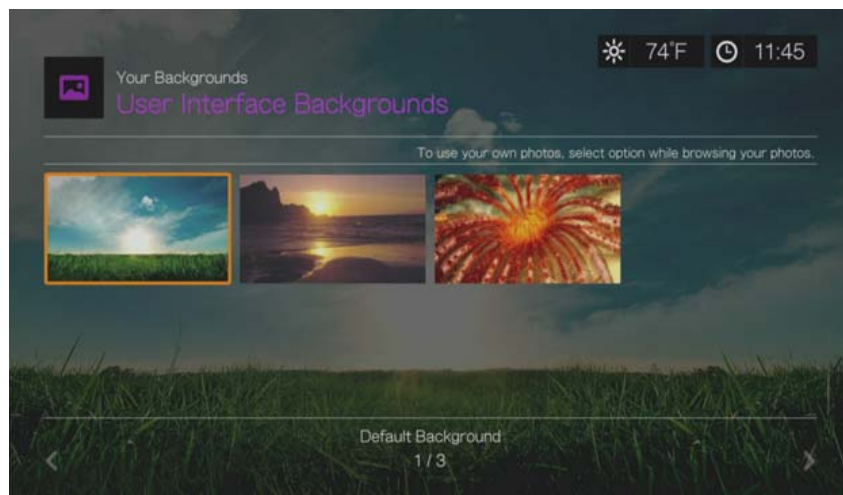 74°F
11:45
Your Backgrounds
User Interface Backgrounds
To use your own photos, select option while browsing your photos.
Default Background
1 / 3